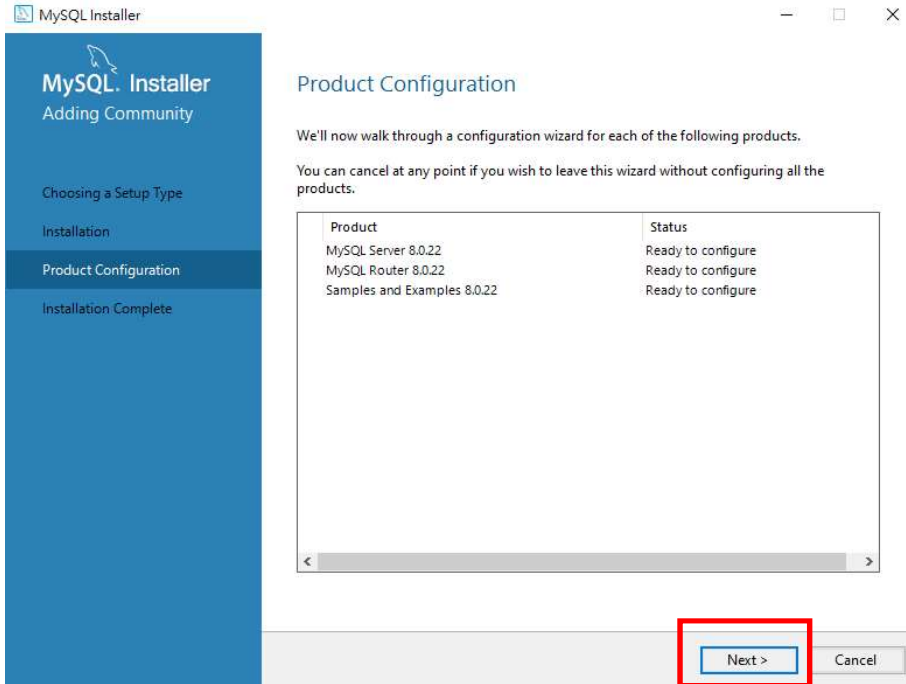 MySQL Installer
MySQL. Installer
Adding Community
Choosing a Setup Type
Installation
Product Configuration
Installation Complete
Product Configuration
We'll now walk through a configuration wizard for each of the following products.
You can cancel at any point if you wish to leave this wizard without configuring all the
products.
Product Status
MySQL Server 8.0.22 Ready to configure
MySQL Router 8.0.22 Ready to configure
Samples and Examples 8.0.22 Ready to configure
Next > Cancel